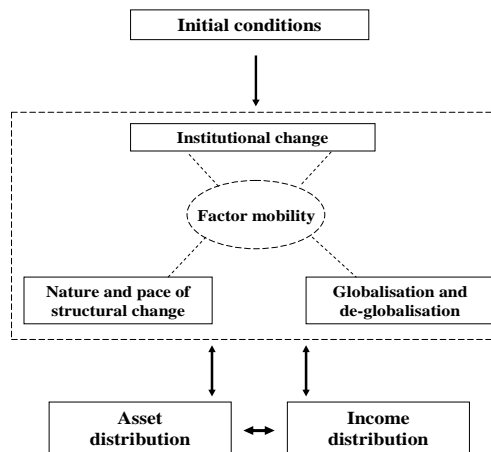 Initial conditions
Institutional change
Factor mobility
Nature and pace of
structural change
Globalisation and
de-globalisation
Asset
distribution
Income
distribution